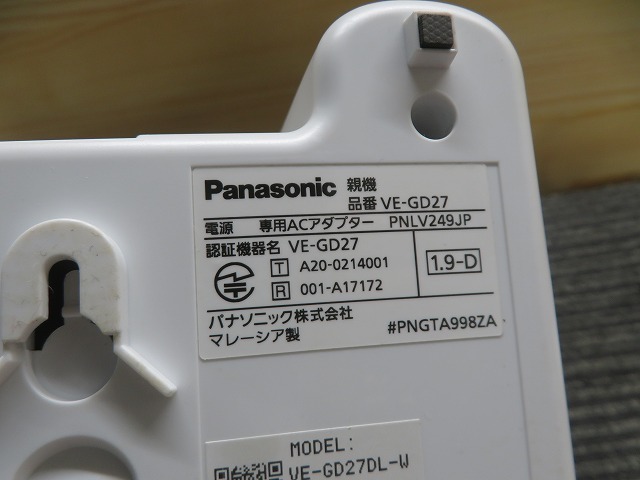 Panasonic 親機
品番 VE-GD27
電源 専用ACアダプター PNLV249JP
認証機器名 VE-GD27
T A20-0214001
R 001-A17172
1.9-D
パナソニック株式会社
マレーシア製 #PNGTA998ZA
MODEL:
VE-GD27DL-W